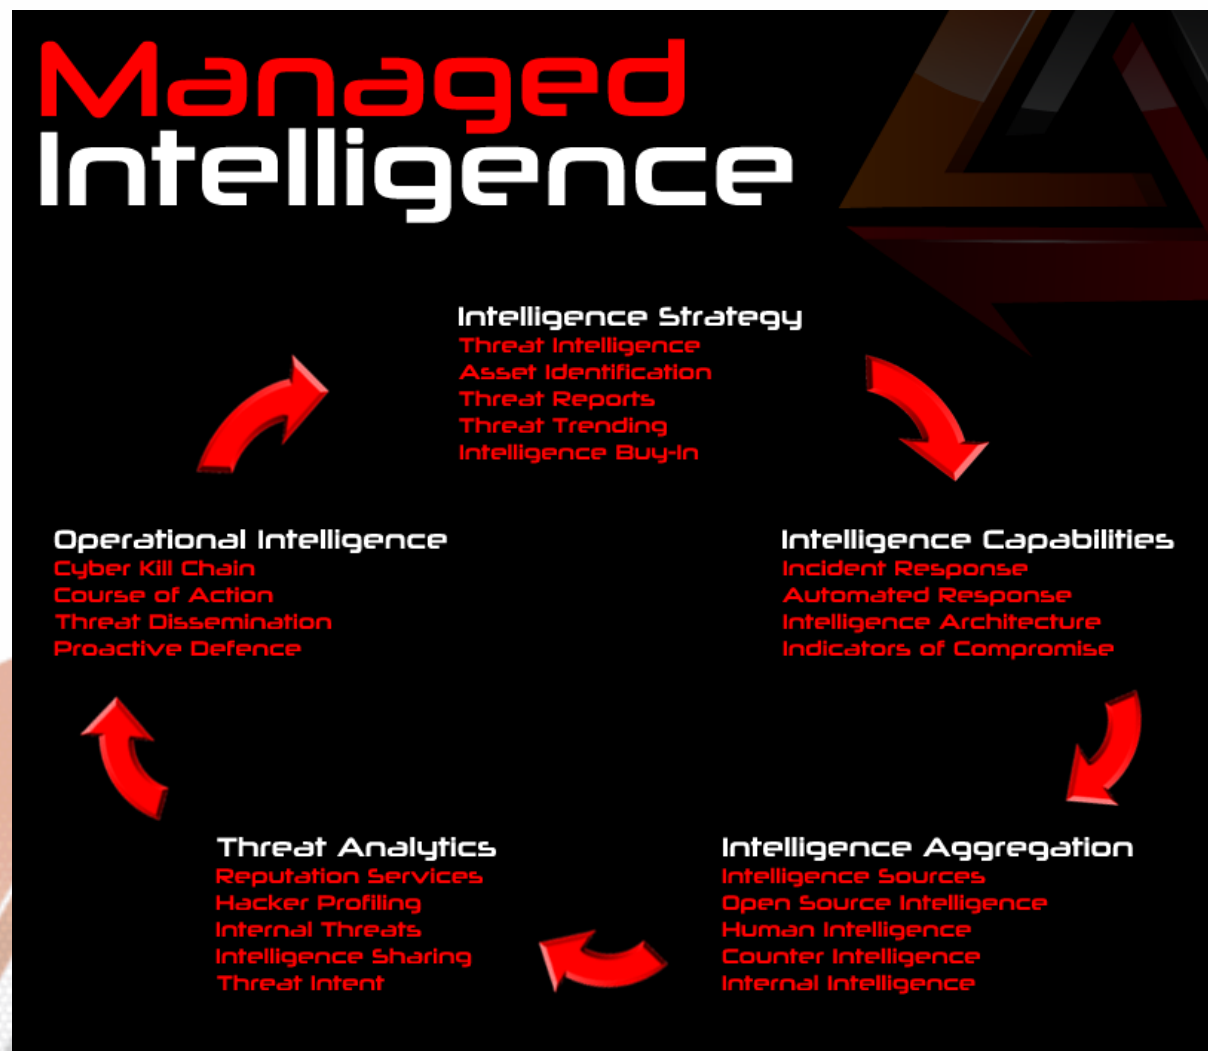 Managed
Intelligence
Intelligence Strategy
Threat Intelligence
Asset Identification
Threat Reports
Threat Trending
Intelligence Buy-In
Operational Intelligence
Cyber Kill Chain
Course of Action
Threat Dissemination
Proactive Defence
Intelligence Capabilities
Incident Response
Automated Response
Intelligence Architecture
Indicators of Compromise
Threat Analytics
Reputation Services
Hacker Profiling
Internal Threats
Intelligence Sharing
Threat Intent
Intelligence Aggregation
Intelligence Sources
Open Source Intelligence
Human Intelligence
Counter Intelligence
Internal Intelligence